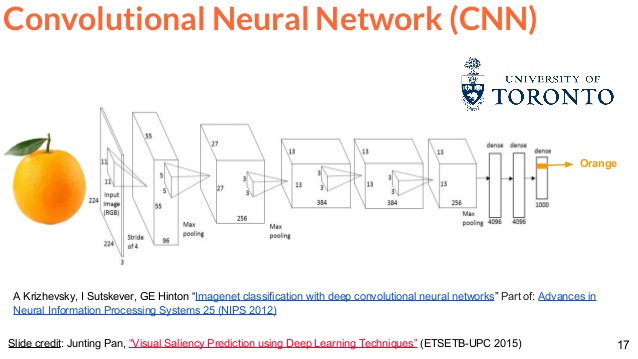 Convolutional Neural Network (CNN)
UNIVERSITY OF
TORONTO
224
224
3
11
11
Input
Image
(RGB)
Stride
of 4
55
55
96
5
5
Max
pooling
27
27
256
3
3
Max
pooling
13
13
384
3
3
13
13
384
3
3
13
13
256
Max
pooling
dense
4096
dense
4096
dense
1000
Orange
A Krizhevsky, I Sutskever, GE Hinton “Imagenet classification with deep convolutional neural networks” Part of: Advances in
Neural Information Processing Systems 25 (NIPS 2012)
Slide credit: Junting Pan, “Visual Saliency Prediction using Deep Learning Techniques” (ETSETB-UPC 2015)
17